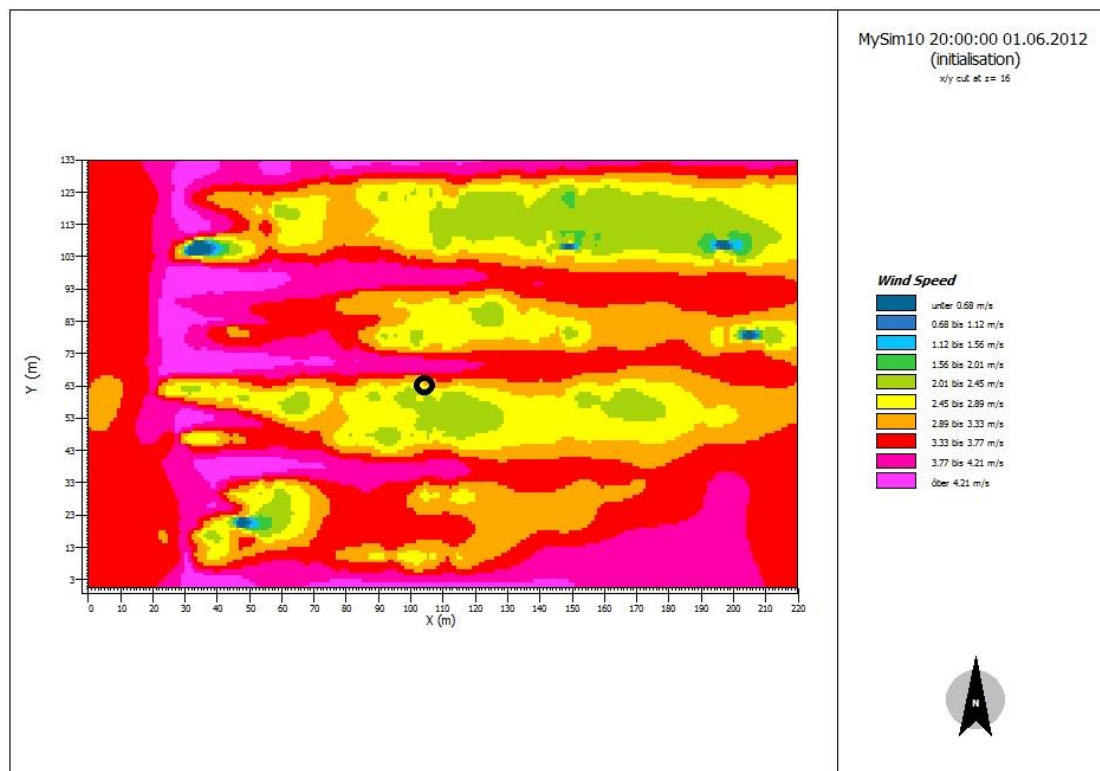 MySim10 20:00:00 01.06.2012
(initialisation)
x/y cut at z= 16
133
123
113
103
93
83
73
63
53
43
33
23
13
3
Y (m)
0 10 20 30 40 50 60 70 80 90 100 110 120 130 140 150 160 170 180 190 200 210 220
X (m)
Wind Speed
unter 0.68 m/s
0.68 bis 1.12 m/s
1.12 bis 1.56 m/s
1.56 bis 2.01 m/s
2.01 bis 2.45 m/s
2.45 bis 2.89 m/s
2.89 bis 3.33 m/s
3.33 bis 3.77 m/s
3.77 bis 4.21 m/s
õber 4.21 m/s
N